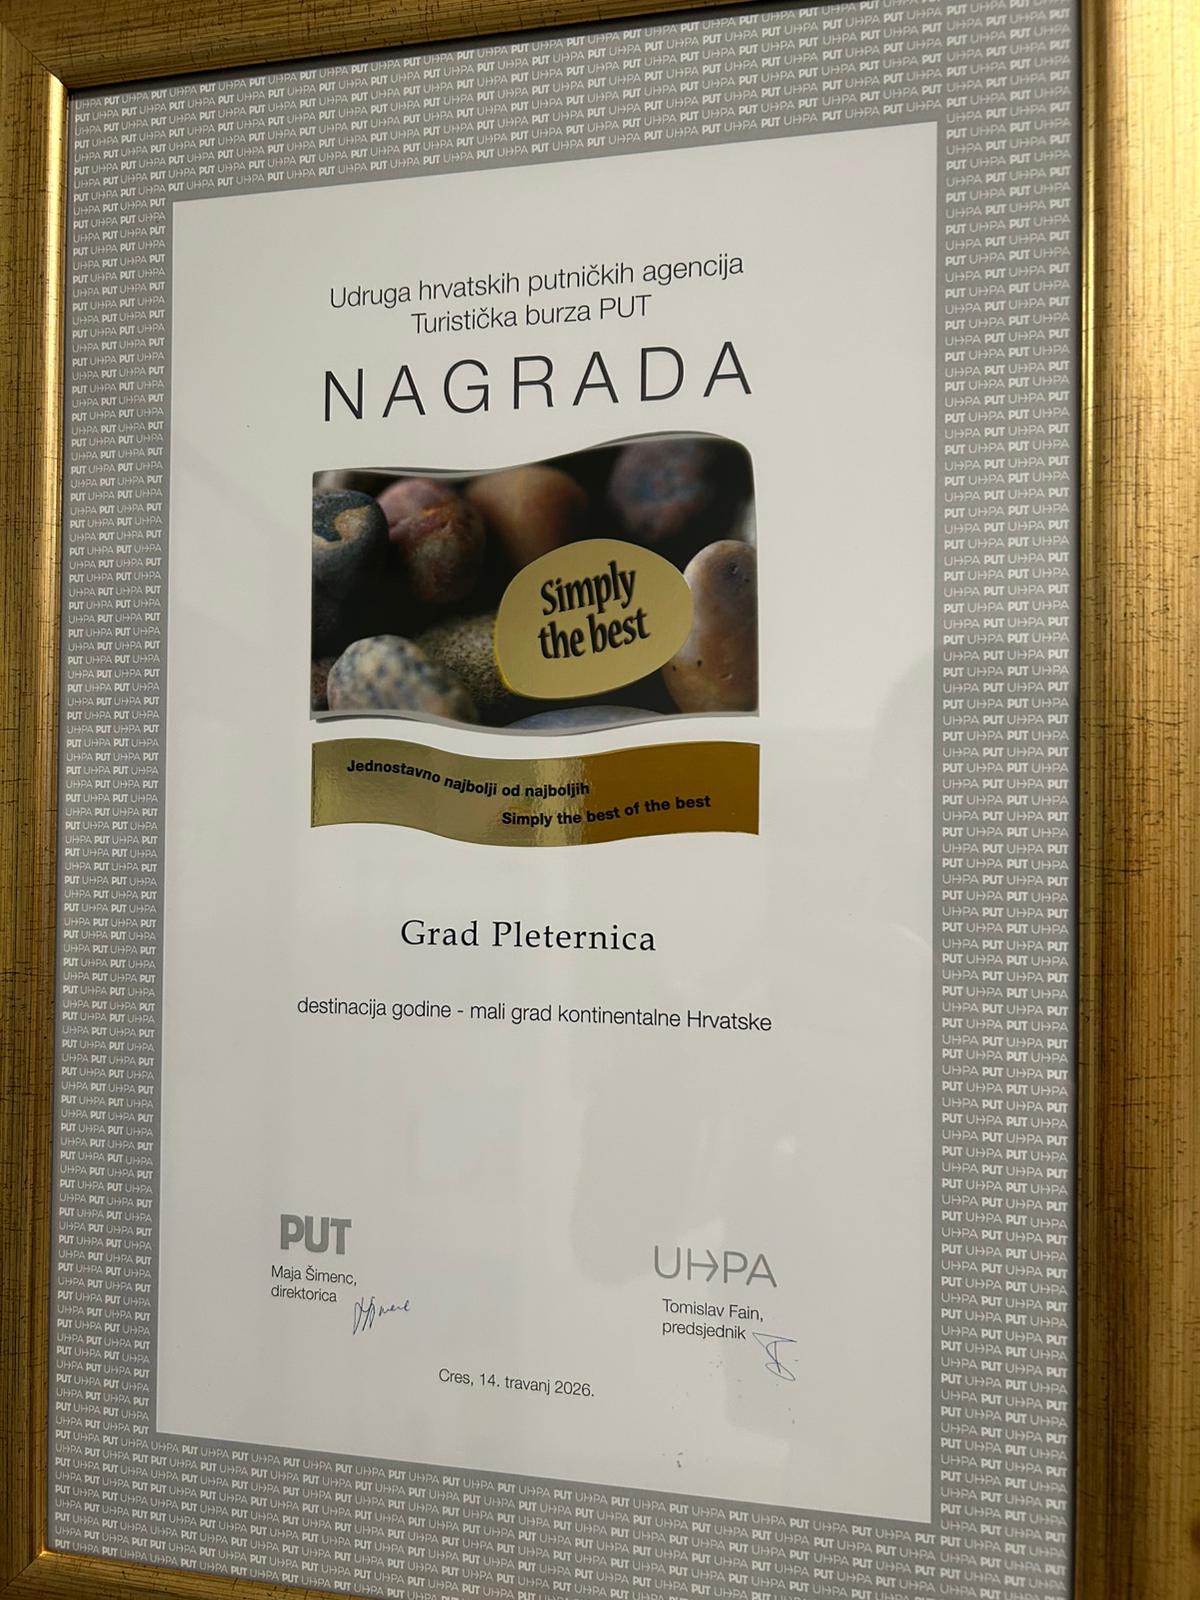 Udruga hrvatskih putničkih agencija
Turistička burza PUT
NAGRADA
Simply
the best
Jednostavno najbolji od najboljih
Simply the best of the best
Grad Pleternica
destinacija godine - mali grad kontinentalne Hrvatske
PUT
Maja Šimenc,
direktorica
UHPA
Tomislav Fain,
predsjednik
Cres, 14. travanj 2026.